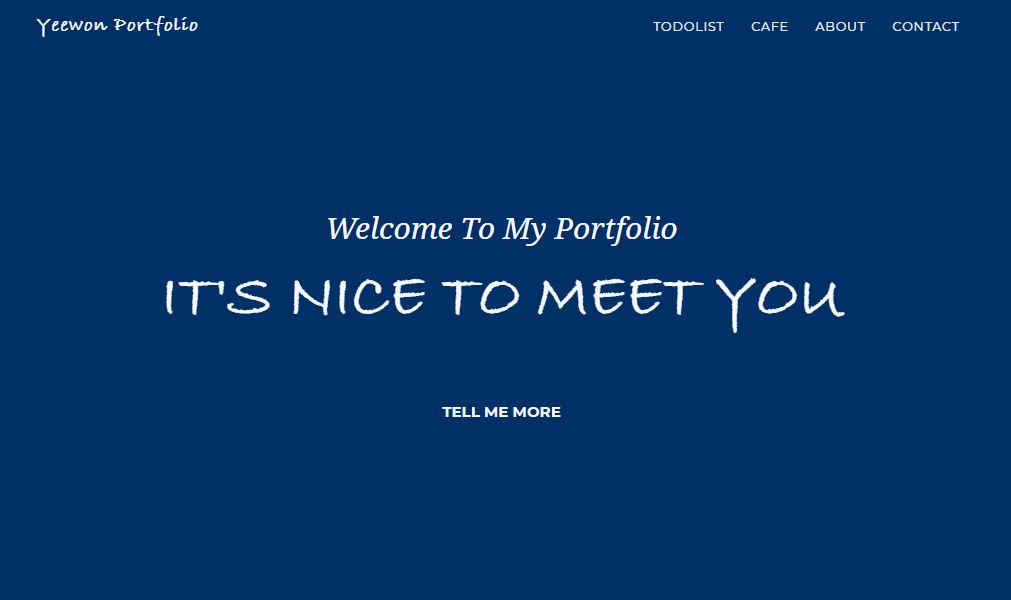 Yeewon Portfolio
TODOLIST CAFE ABOUT CONTACT
Welcome To My Portfolio
IT'S NICE TO MEET YOU
TELL ME MORE